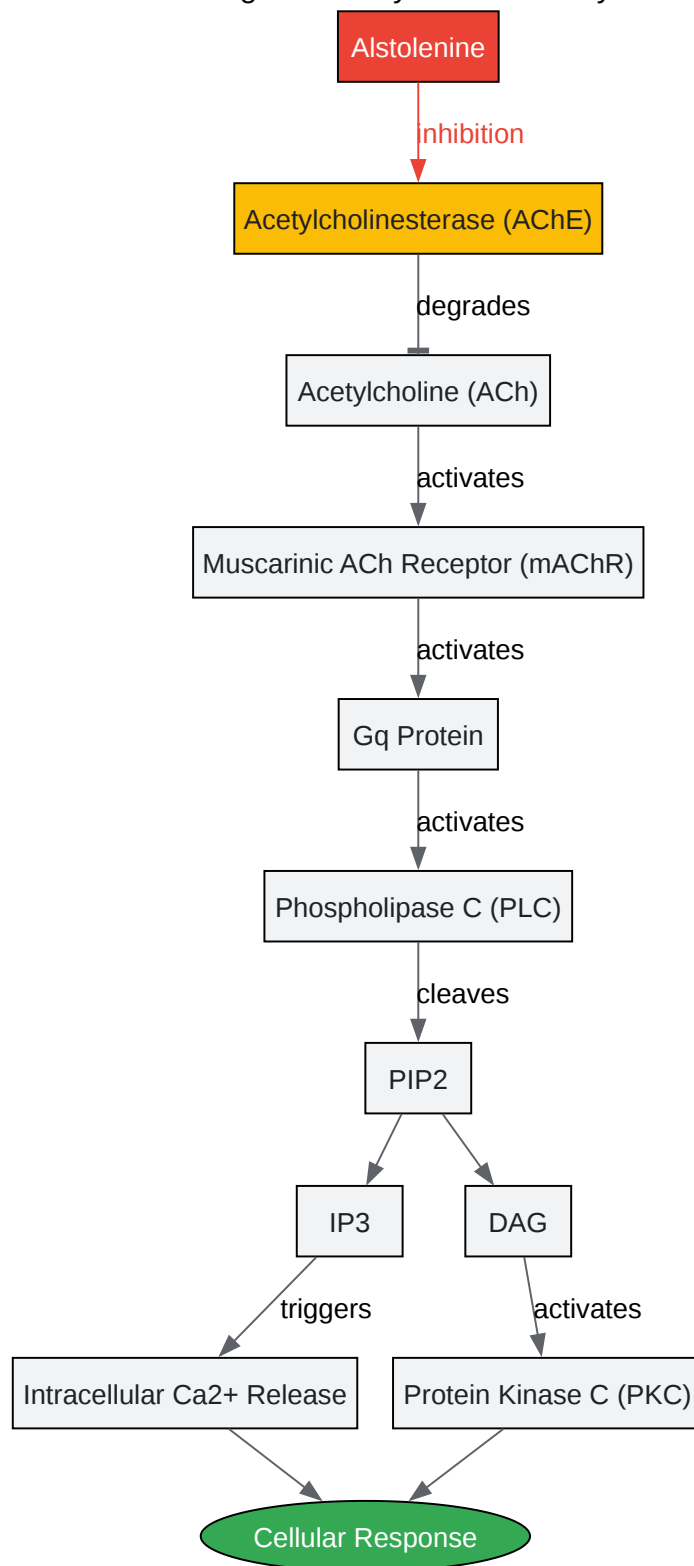 Alstolenine
inhibition
Acetylcholinesterase (AChE)
degrades
Acetylcholine (ACh)
activates
Muscarinic ACh Receptor (mAChR)
activates
Gq Protein
activates
Phospholipase C (PLC)
cleaves
PIP2
IP3 DAG
triggers activates
Intracellular Ca2+ Release Protein Kinase C (PKC)
Cellular Response